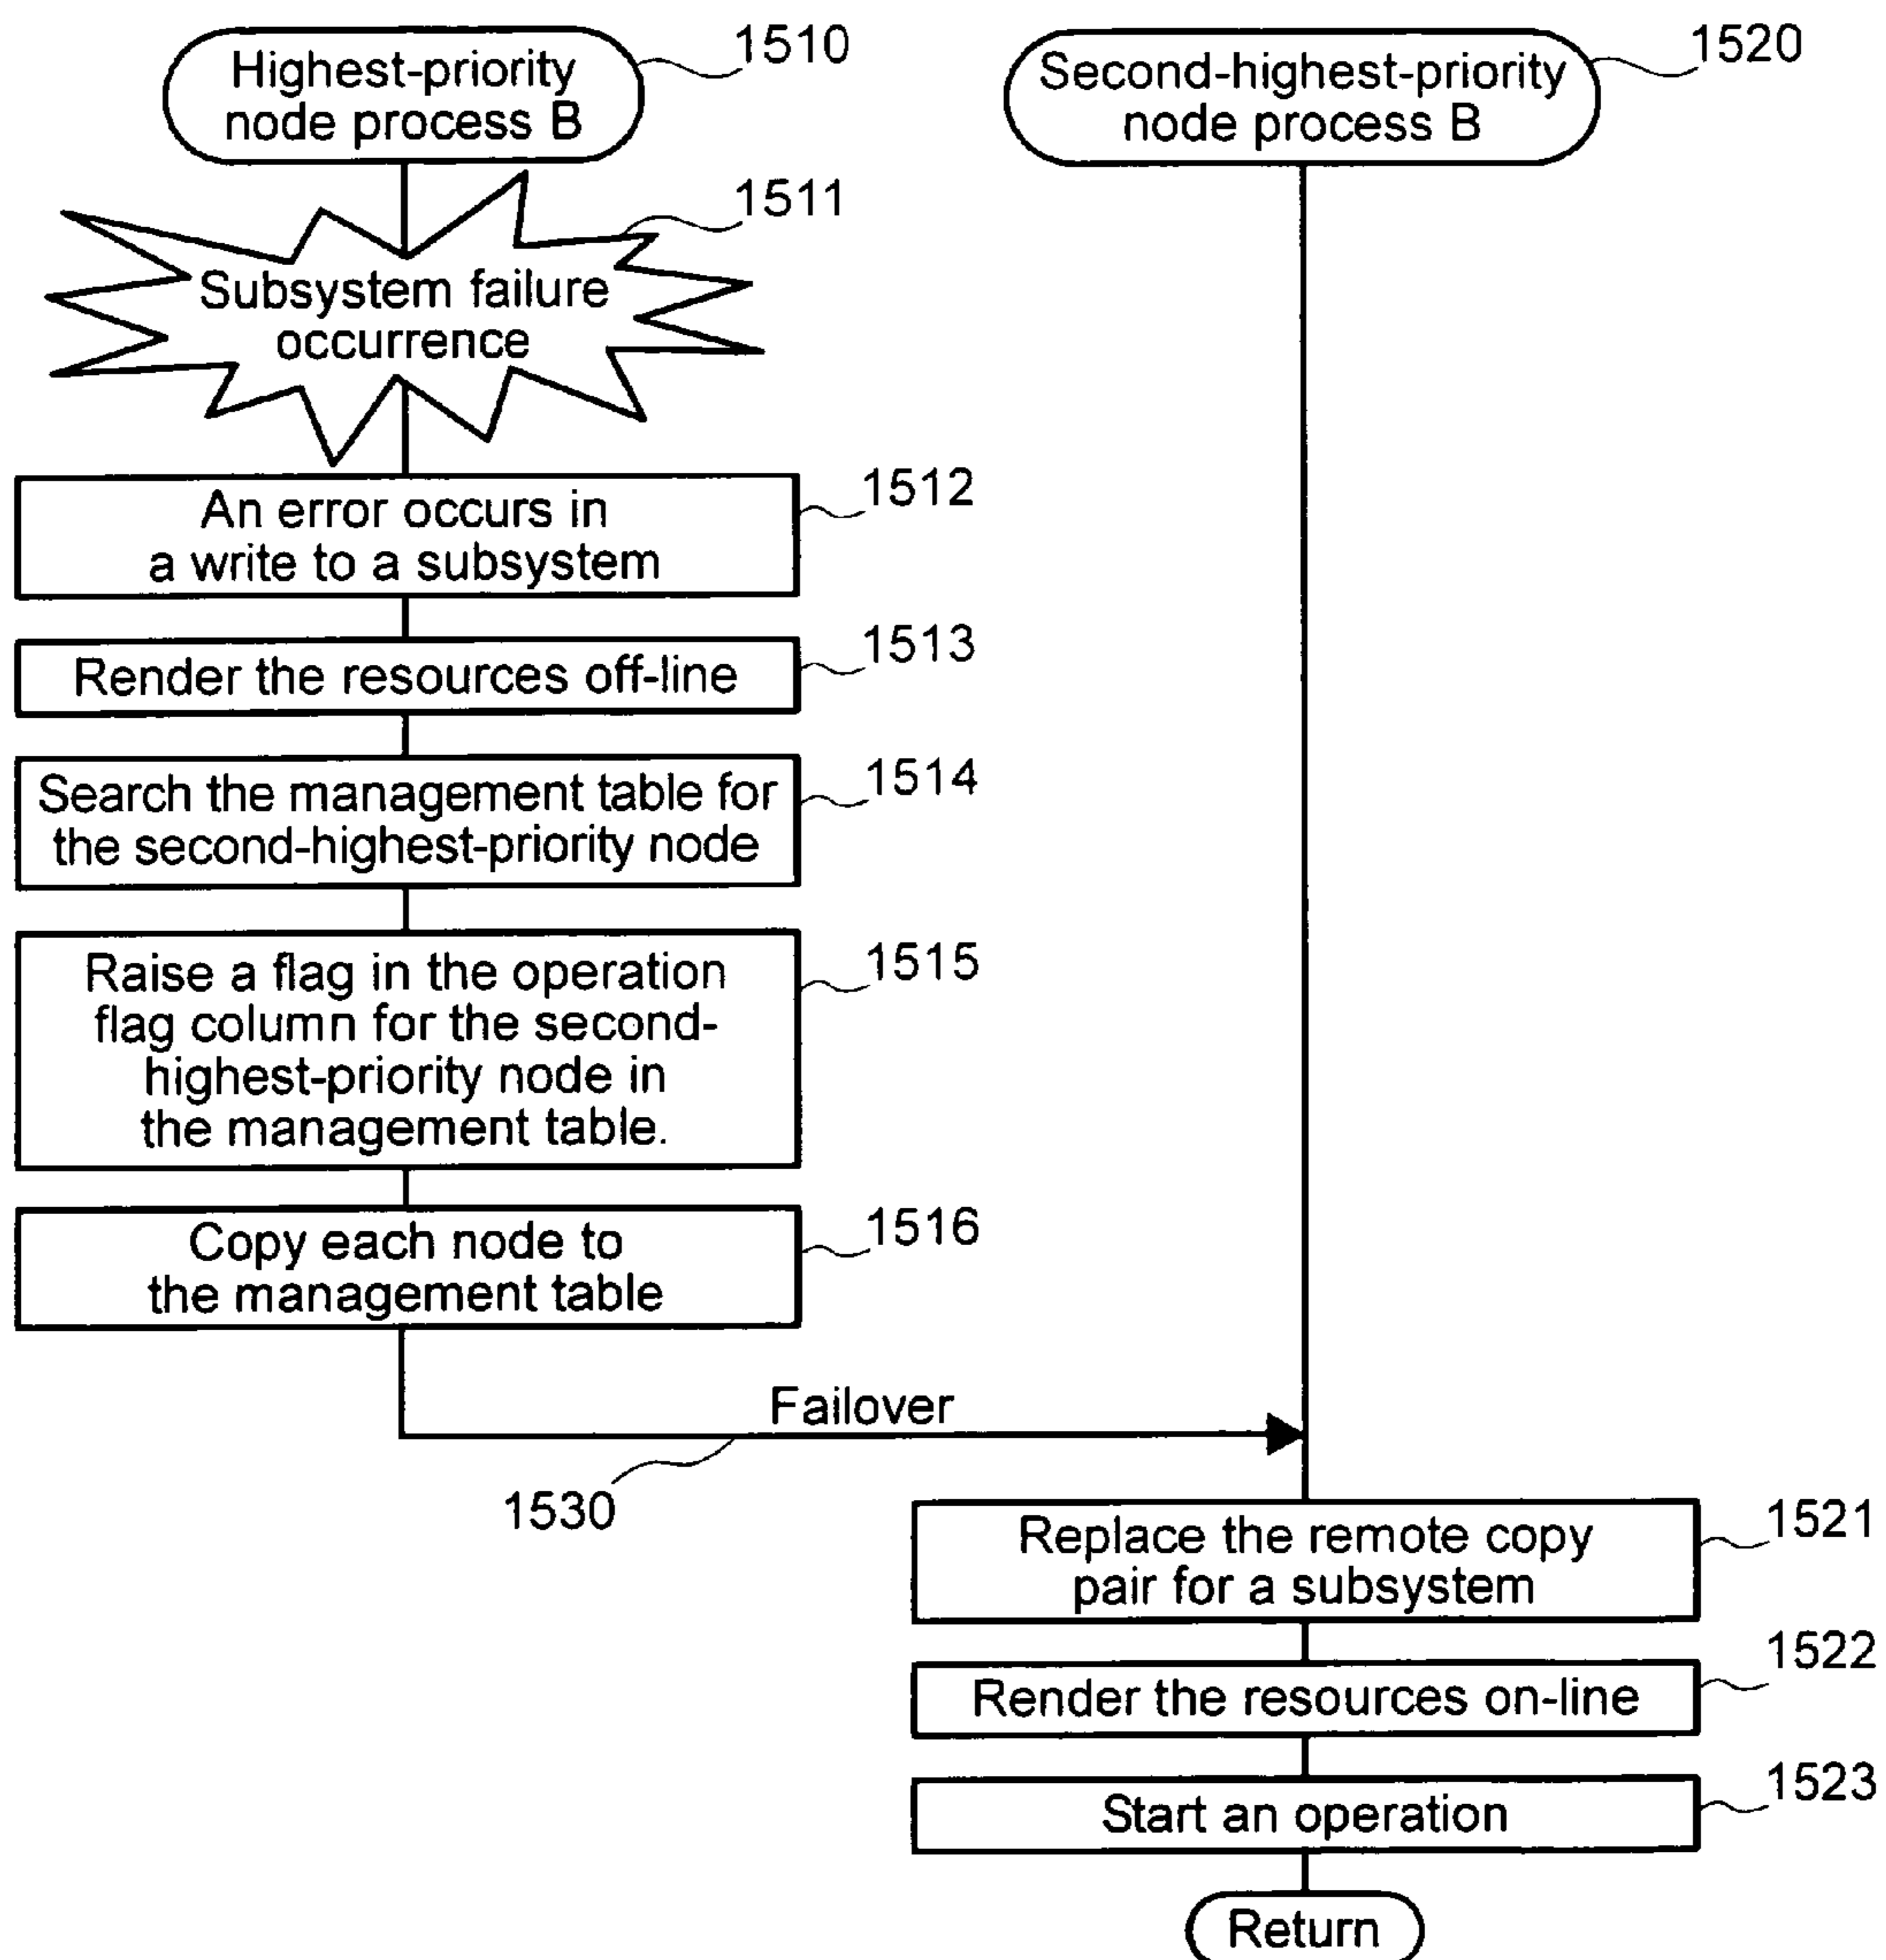 Highest-priority
node process B
1510
Second-highest-priority
node process B
1520
1511
Subsystem failure
occurrence
An error occurs in
a write to a subsystem
1512
Render the resources off-line
1513
Search the management table for
the second-highest-priority node
1514
Raise a flag in the operation
flag column for the second-
highest-priority node in
the management table.
1515
Copy each node to
the management table
1516
Failover
1530
Replace the remote copy
pair for a subsystem
1521
Render the resources on-line
1522
Start an operation
1523
Return